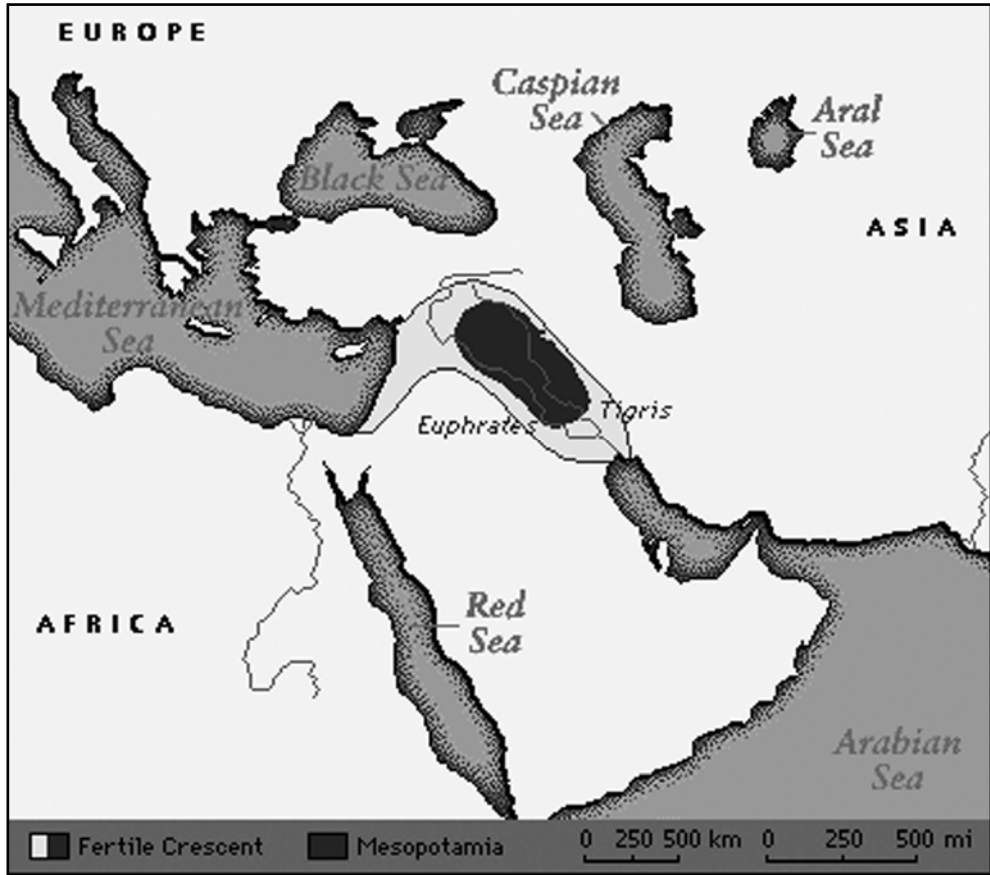 EUROPE
Caspian
Sea
Aral
Sea
Black Sea
ASIA
Mediterranean
Sea
Tigris
Euphrates
AFRICA
Red
Sea
Arabian
Sea
Fertile Crescent
Mesopotamia
0 250 500 km
0 250 500 mi